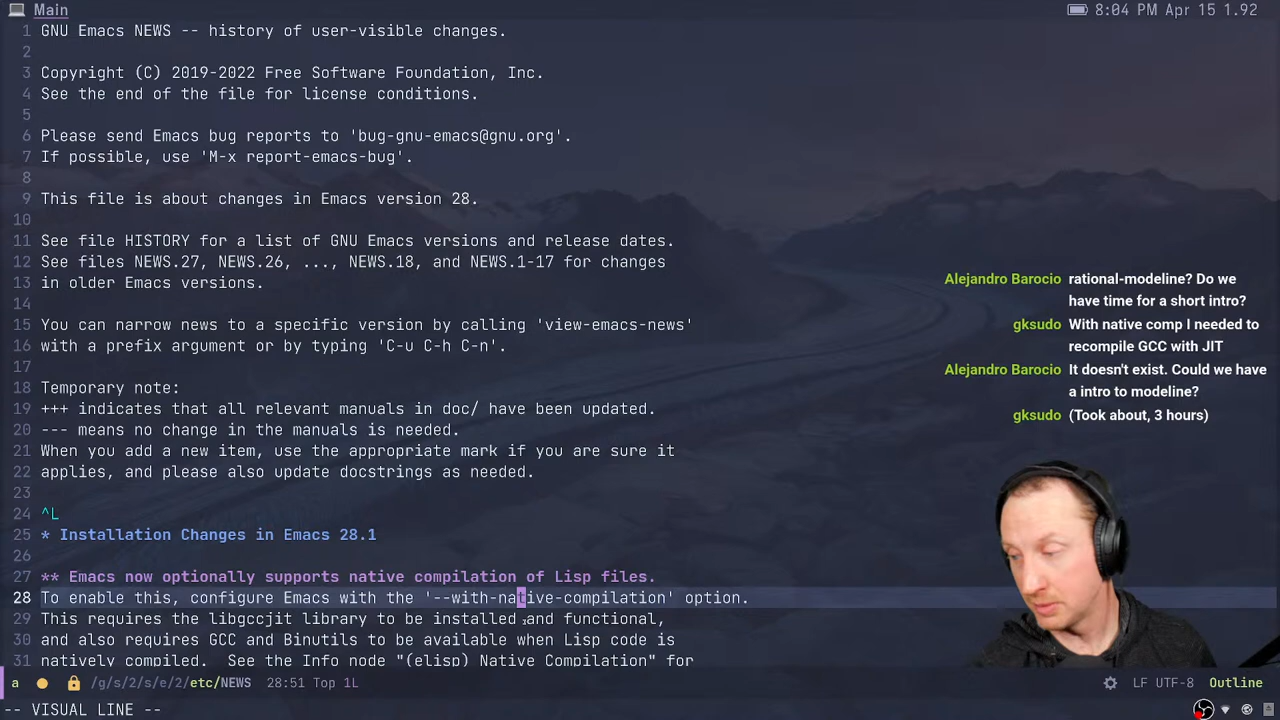 Main
8:04 PM Apr 15 1.92
1 GNU Emacs NEWS -- history of user-visible changes.
2
3 Copyright (C) 2019-2022 Free Software Foundation, Inc.
4 See the end of the file for license conditions.
5
6 Please send Emacs bug reports to 'bug-gnu-emacs@gnu.org'.
7 If possible, use 'M-x report-emacs-bug'.
8
9 This file is about changes in Emacs version 28.
10
11 See file HISTORY for a list of GNU Emacs versions and release dates.
12 See files NEWS.27, NEWS.26, ..., NEWS.18, and NEWS.1-17 for changes
13 in older Emacs versions.
14
15 You can narrow news to a specific version by calling 'view-emacs-news'
16 with a prefix argument or by typing 'C-u C-h C-n'.
17
18 Temporary note:
19 +++ indicates that all relevant manuals in doc/ have been updated.
20 --- means no change in the manuals is needed.
21 When you add a new item, use the appropriate mark if you are sure it
22 applies, and please also update docstrings as needed.
23
24 ^L
25 * Installation Changes in Emacs 28.1
26
27 ** Emacs now optionally supports native compilation of Lisp files.
28 To enable this, configure Emacs with the '--with-native-compilation' option.
29 This requires the libgccjit library to be installed and functional,
30 and also requires GCC and Binutils to be available when Lisp code is
31 natively compiled.  See the Info node "(elisp) Native Compilation" for
Alejandro Barocio rational-modeline? Do we
have time for a short intro?
gksudo With native comp I needed to
recompile GCC with JIT
Alejandro Barocio It doesn't exist. Could we have
a intro to modeline?
gksudo (Took about, 3 hours)
a /g/s/2/s/e/2/etc/NEWS 28:51 Top 1L LF UTF-8 Outline
-- VISUAL LINE --